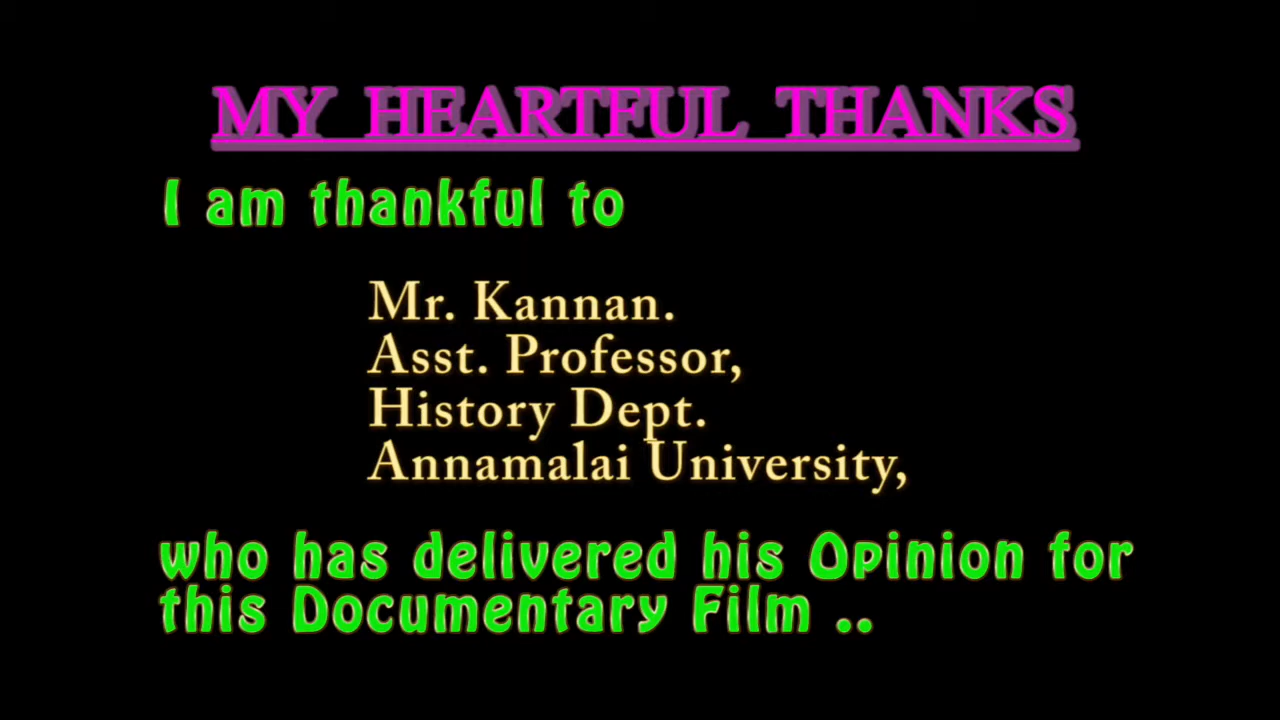 MY HEARTFUL THANKS
I am thankful to
Mr. Kannan.
Asst. Professor,
History Dept.
Annamalai University,
who has delivered his Opinion for
this Documentary Film ..